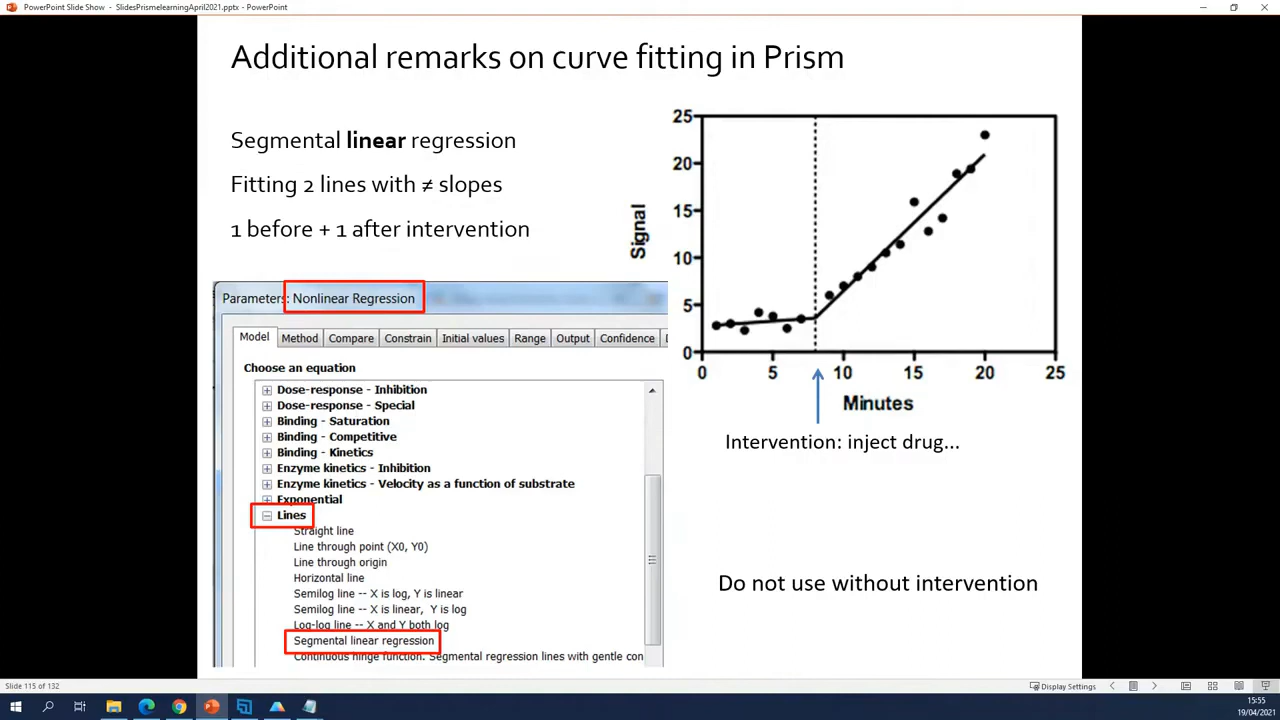 PowerPoint Slide Show - SlidesPrismelearningApril2021.pptx - PowerPoint
Additional remarks on curve fitting in Prism
Segmental linear regression
Fitting 2 lines with ≠ slopes
1 before + 1 after intervention
Parameters: Nonlinear Regression
Model Method Compare Constrain Initial values Range Output Confidence
Choose an equation
Dose-response - Inhibition
Dose-response - Special
Binding - Saturation
Binding - Competitive
Binding - Kinetics
Enzyme kinetics - Inhibition
Enzyme kinetics - Velocity as a function of substrate
Exponential
Lines
Straight line
Line through point (X0, Y0)
Line through origin
Horizontal line
Semilog line -- X is log, Y is linear
Semilog line -- X is linear, Y is log
Log-log line -- X and Y both log
Segmental linear regression
Continuous hinge function. Segmental regression lines with gentle con
25
20
15
10
5
0
Signal
0 5 10 15 20 25
Minutes
Intervention: inject drug...
Do not use without intervention
Slide 115 of 132
Display Settings
15:55
19/04/2021